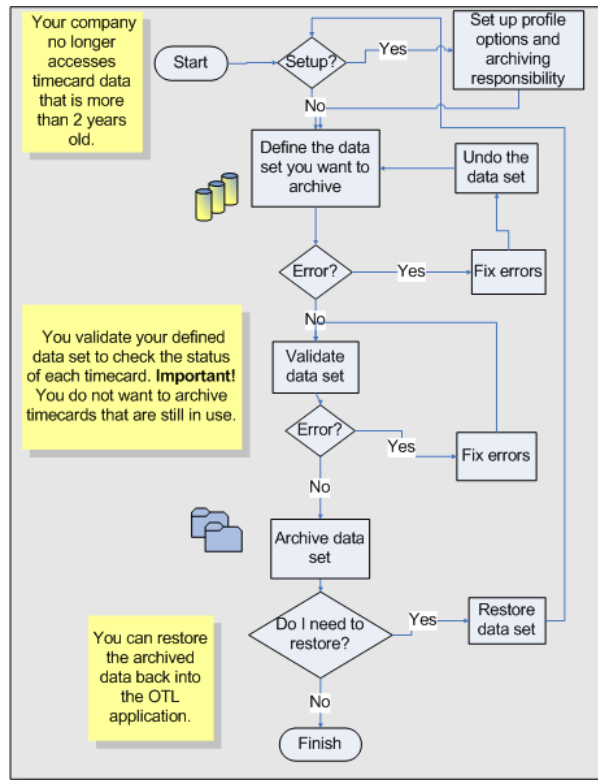 Your company
no longer
accesses
timecard data
that is more
than 2 years
old.
Start
Setup?
Yes
Set up profile
options and
archiving
responsibility
No
Define the data
set you want to
archive
Undo the
data set
Error?
Yes
Fix errors
No
You validate your defined
data set to check the status
of each timecard. Important!
You do not want to archive
timecards that are still in use.
Validate
data set
Error?
Yes
Fix errors
No
Archive data
set
Do I need to
restore?
Yes
Restore
data set
You can restore
the archived
data back into
the OTL
application.
No
Finish